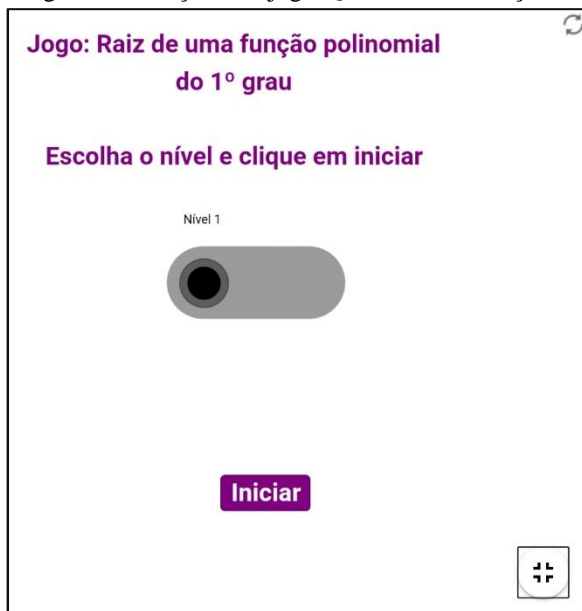 Jogo: Raiz de uma função polinomial
do 1º grau
Escolha o nível e clique em iniciar
Nível 1
Iniciar